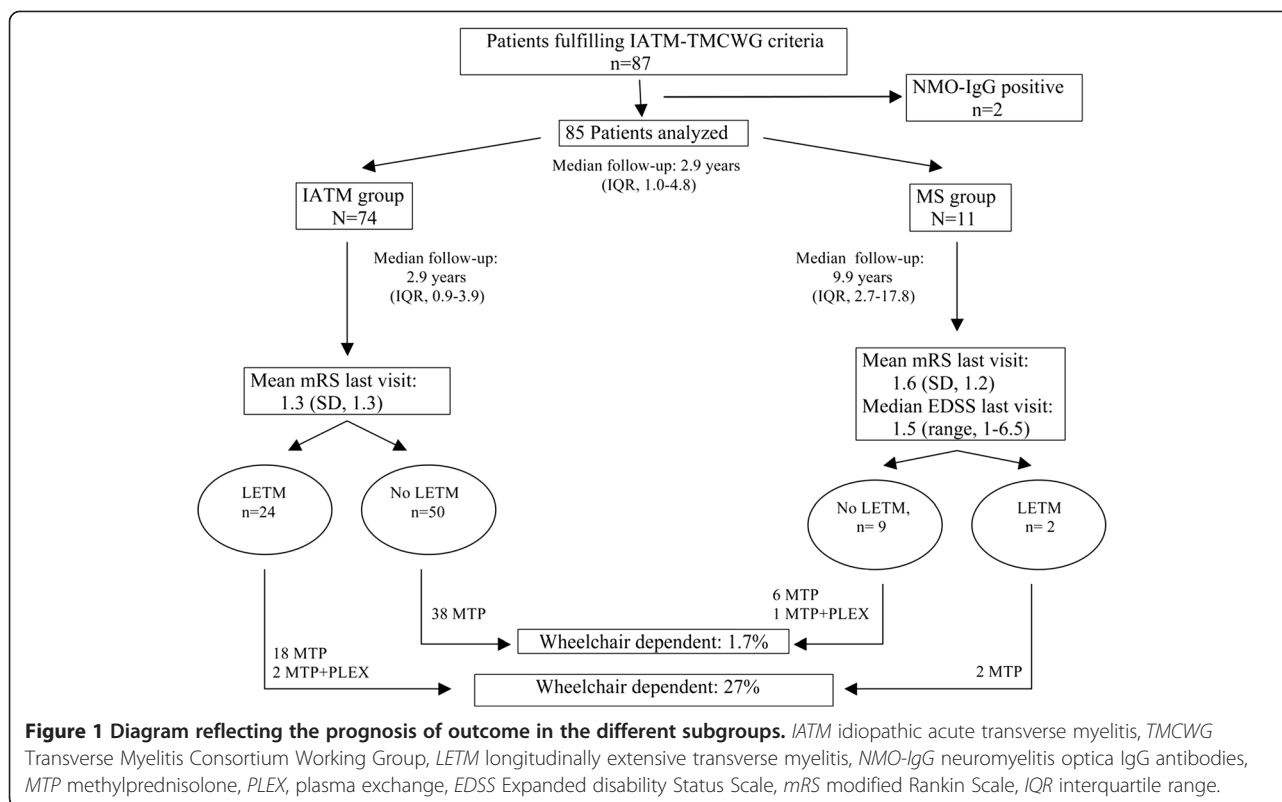 Patients fulfilling IATM-TMCWG criteria
n=87
NMO-IgG positive
n=2
85 Patients analyzed
Median follow-up: 2.9 years
(IQR, 1.0-4.8)
IATM group
N=74
MS group
N=11
Median follow-up:
2.9 years
(IQR, 0.9-3.9)
Median follow-up:
9.9 years
(IQR, 2.7-17.8)
Mean mRS last visit:
1.3 (SD, 1.3)
Mean mRS last visit:
1.6 (SD, 1.2)
Median EDSS last visit:
1.5 (range, 1-6.5)
LETM
n=24
No LETM
n=50
No LETM,
n= 9
LETM
n= 2
38 MTP
6 MTP
1 MTP+PLEX
Wheelchair dependent: 1.7%
18 MTP
2 MTP+PLEX
2 MTP
Wheelchair dependent: 27%
Figure 1 Diagram reflecting the prognosis of outcome in the different subgroups. IATM idiopathic acute transverse myelitis, TMCWG
Transverse Myelitis Consortium Working Group, LETM longitudinally extensive transverse myelitis, NMO-IgG neuromyelitis optica IgG antibodies,
MTP methylprednisolone, PLEX, plasma exchange, EDSS Expanded disability Status Scale, mRS modified Rankin Scale, IQR interquartile range.